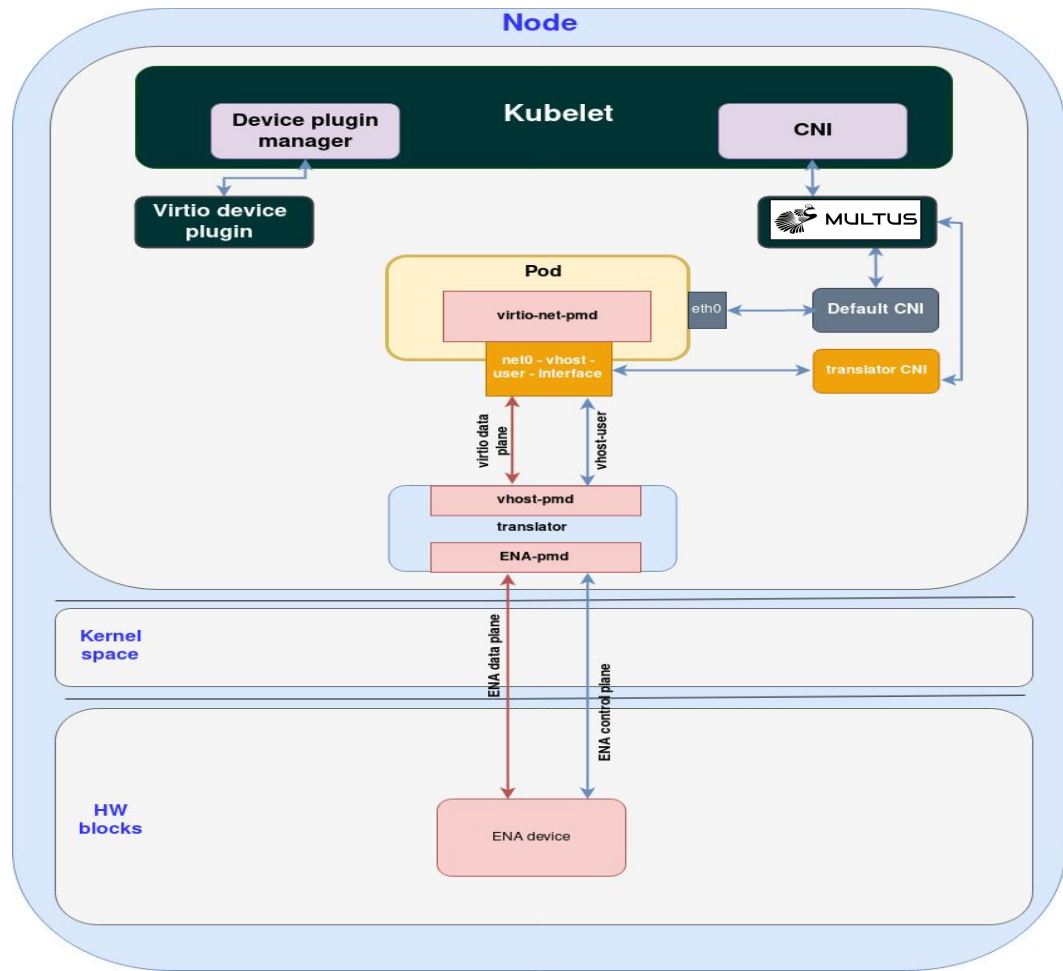 Node
Kubelet
Device plugin
manager
CNI
Virtio device
plugin
MULTUS
Pod
virtio-net-pmd
eth0
Default CNI
net0 - vhost -
user - interface
translator CNI
virtio data
plane
vhost-user
vhost-pmd
translator
ENA-pmd
Kernel
space
ENA data plane
ENA control plane
HW
blocks
ENA device